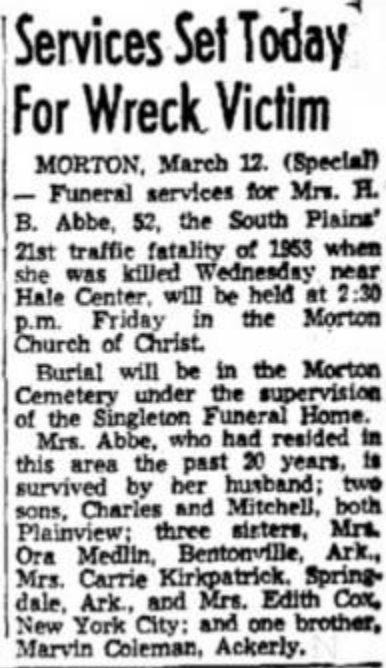 Services Set Today
For Wreck Victim
MORTON, March 12. (Special)
— Funeral services for Mrs. H.
B. Abbe, 52, the South Plains'
21st traffic fatality of 1953 when
she was killed Wednesday near
Hale Center, will be held at 2:30
p.m. Friday in the Morton
Church of Christ.
Burial will be in the Morton
Cemetery under the supervision
of the Singleton Funeral Home.
Mrs. Abbe, who had resided in
this area the past 20 years, is
survived by her husband; two
sons, Charles and Mitchell, both
Plainview; three sisters, Mrs.
Ora Medlin, Bentonville, Ark.,
Mrs. Carrie Kirkpatrick, Spring-
dale, Ark., and Mrs. Edith Cox,
New York City; and one brother,
Marvin Coleman, Ackerly.